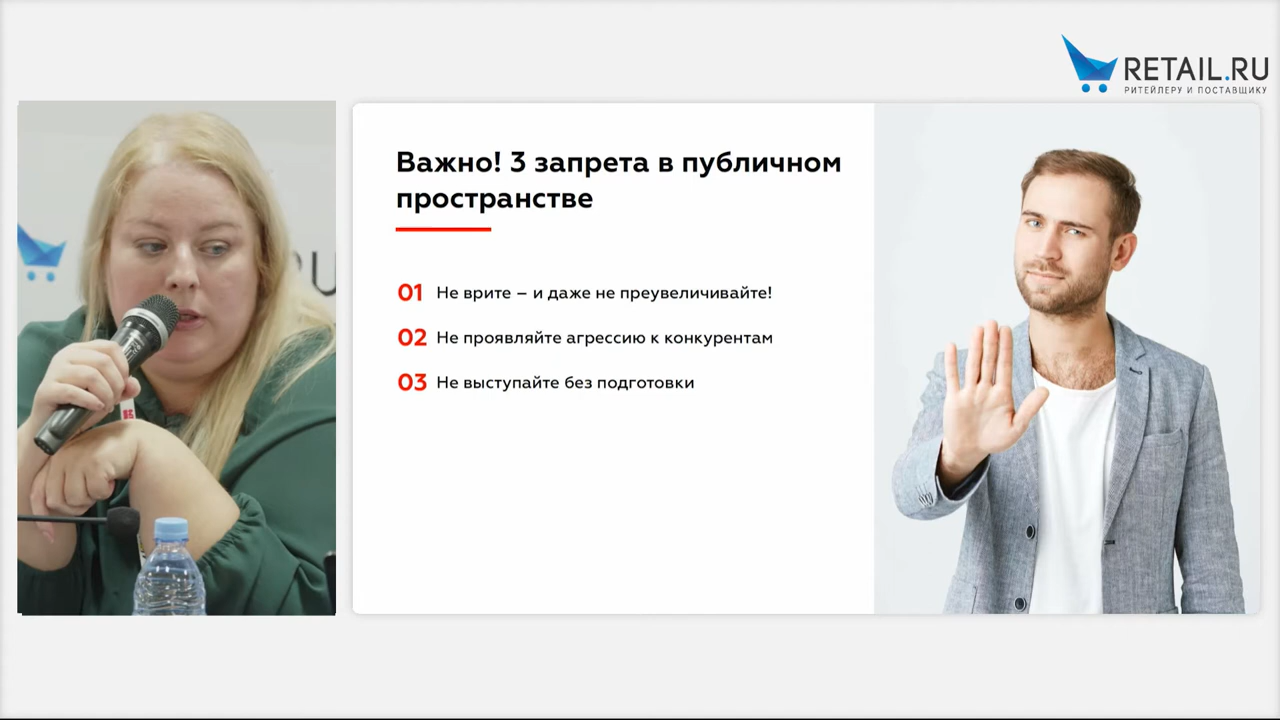 RETAIL.RU
РИТЕЙЛЕРУ И ПОСТАВЩИКУ
Важно! 3 запрета в публичном
пространстве
01 Не врите – и даже не преувеличивайте!
02 Не проявляйте агрессию к конкурентам
03 Не выступайте без подготовки